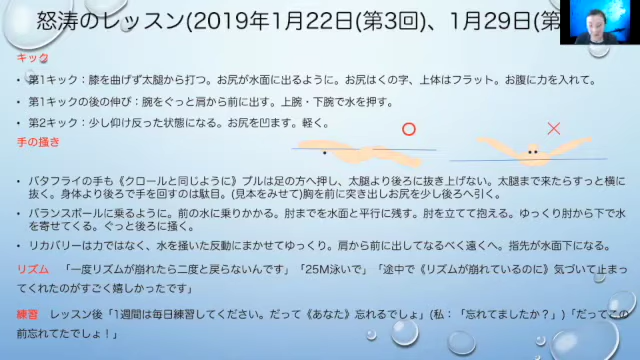 怒涛のレッスン(2019年1月22日(第3回)、1月29日(第
キック
• 第1キック：膝を曲げず太腿から打つ。お尻が水面に出るように。お尻はくの字、上体はフラット。お腹に力を入れて。
• 第1キックの後の伸び：腕をぐっと肩から前に出す。上腕・下腕で水を押す。
• 第2キック：少し仰け反った状態になる。お尻を凹ます。軽く。
手の掻き
• バタフライの手も《クロールと同じように》プルは足の方へ押し、太腿より後ろに抜き上げない。太腿まで来たらすっと横に
抜く。身体より後ろで手を回すのは駄目。(見本をみせて)胸を前に突き出しお尻を少し後ろへ引く。
• バランスボールに乗るように。前の水に乗りかかる。肘までを水面と平行に残す。肘を立てて抱える。ゆっくり肘から下で水
を寄せてくる。ぐっと後ろに掻く。
• リカバリーは力ではなく、水を掻いた反動にまかせてゆっくり。肩から前に出してなるべく遠くへ。指先が水面下になる。
リズム　「一度リズムが崩れたら二度と戻らないんです」「25M泳いで」「途中で《リズムが崩れているのに》気づいて止まっ
てくれたのがすごく嬉しかったです」
練習　レッスン後「1週間は毎日練習してください。だって《あなた》忘れるでしょ」(私：「忘れてましたか？」)「だってこの
前忘れてたでしょ！」